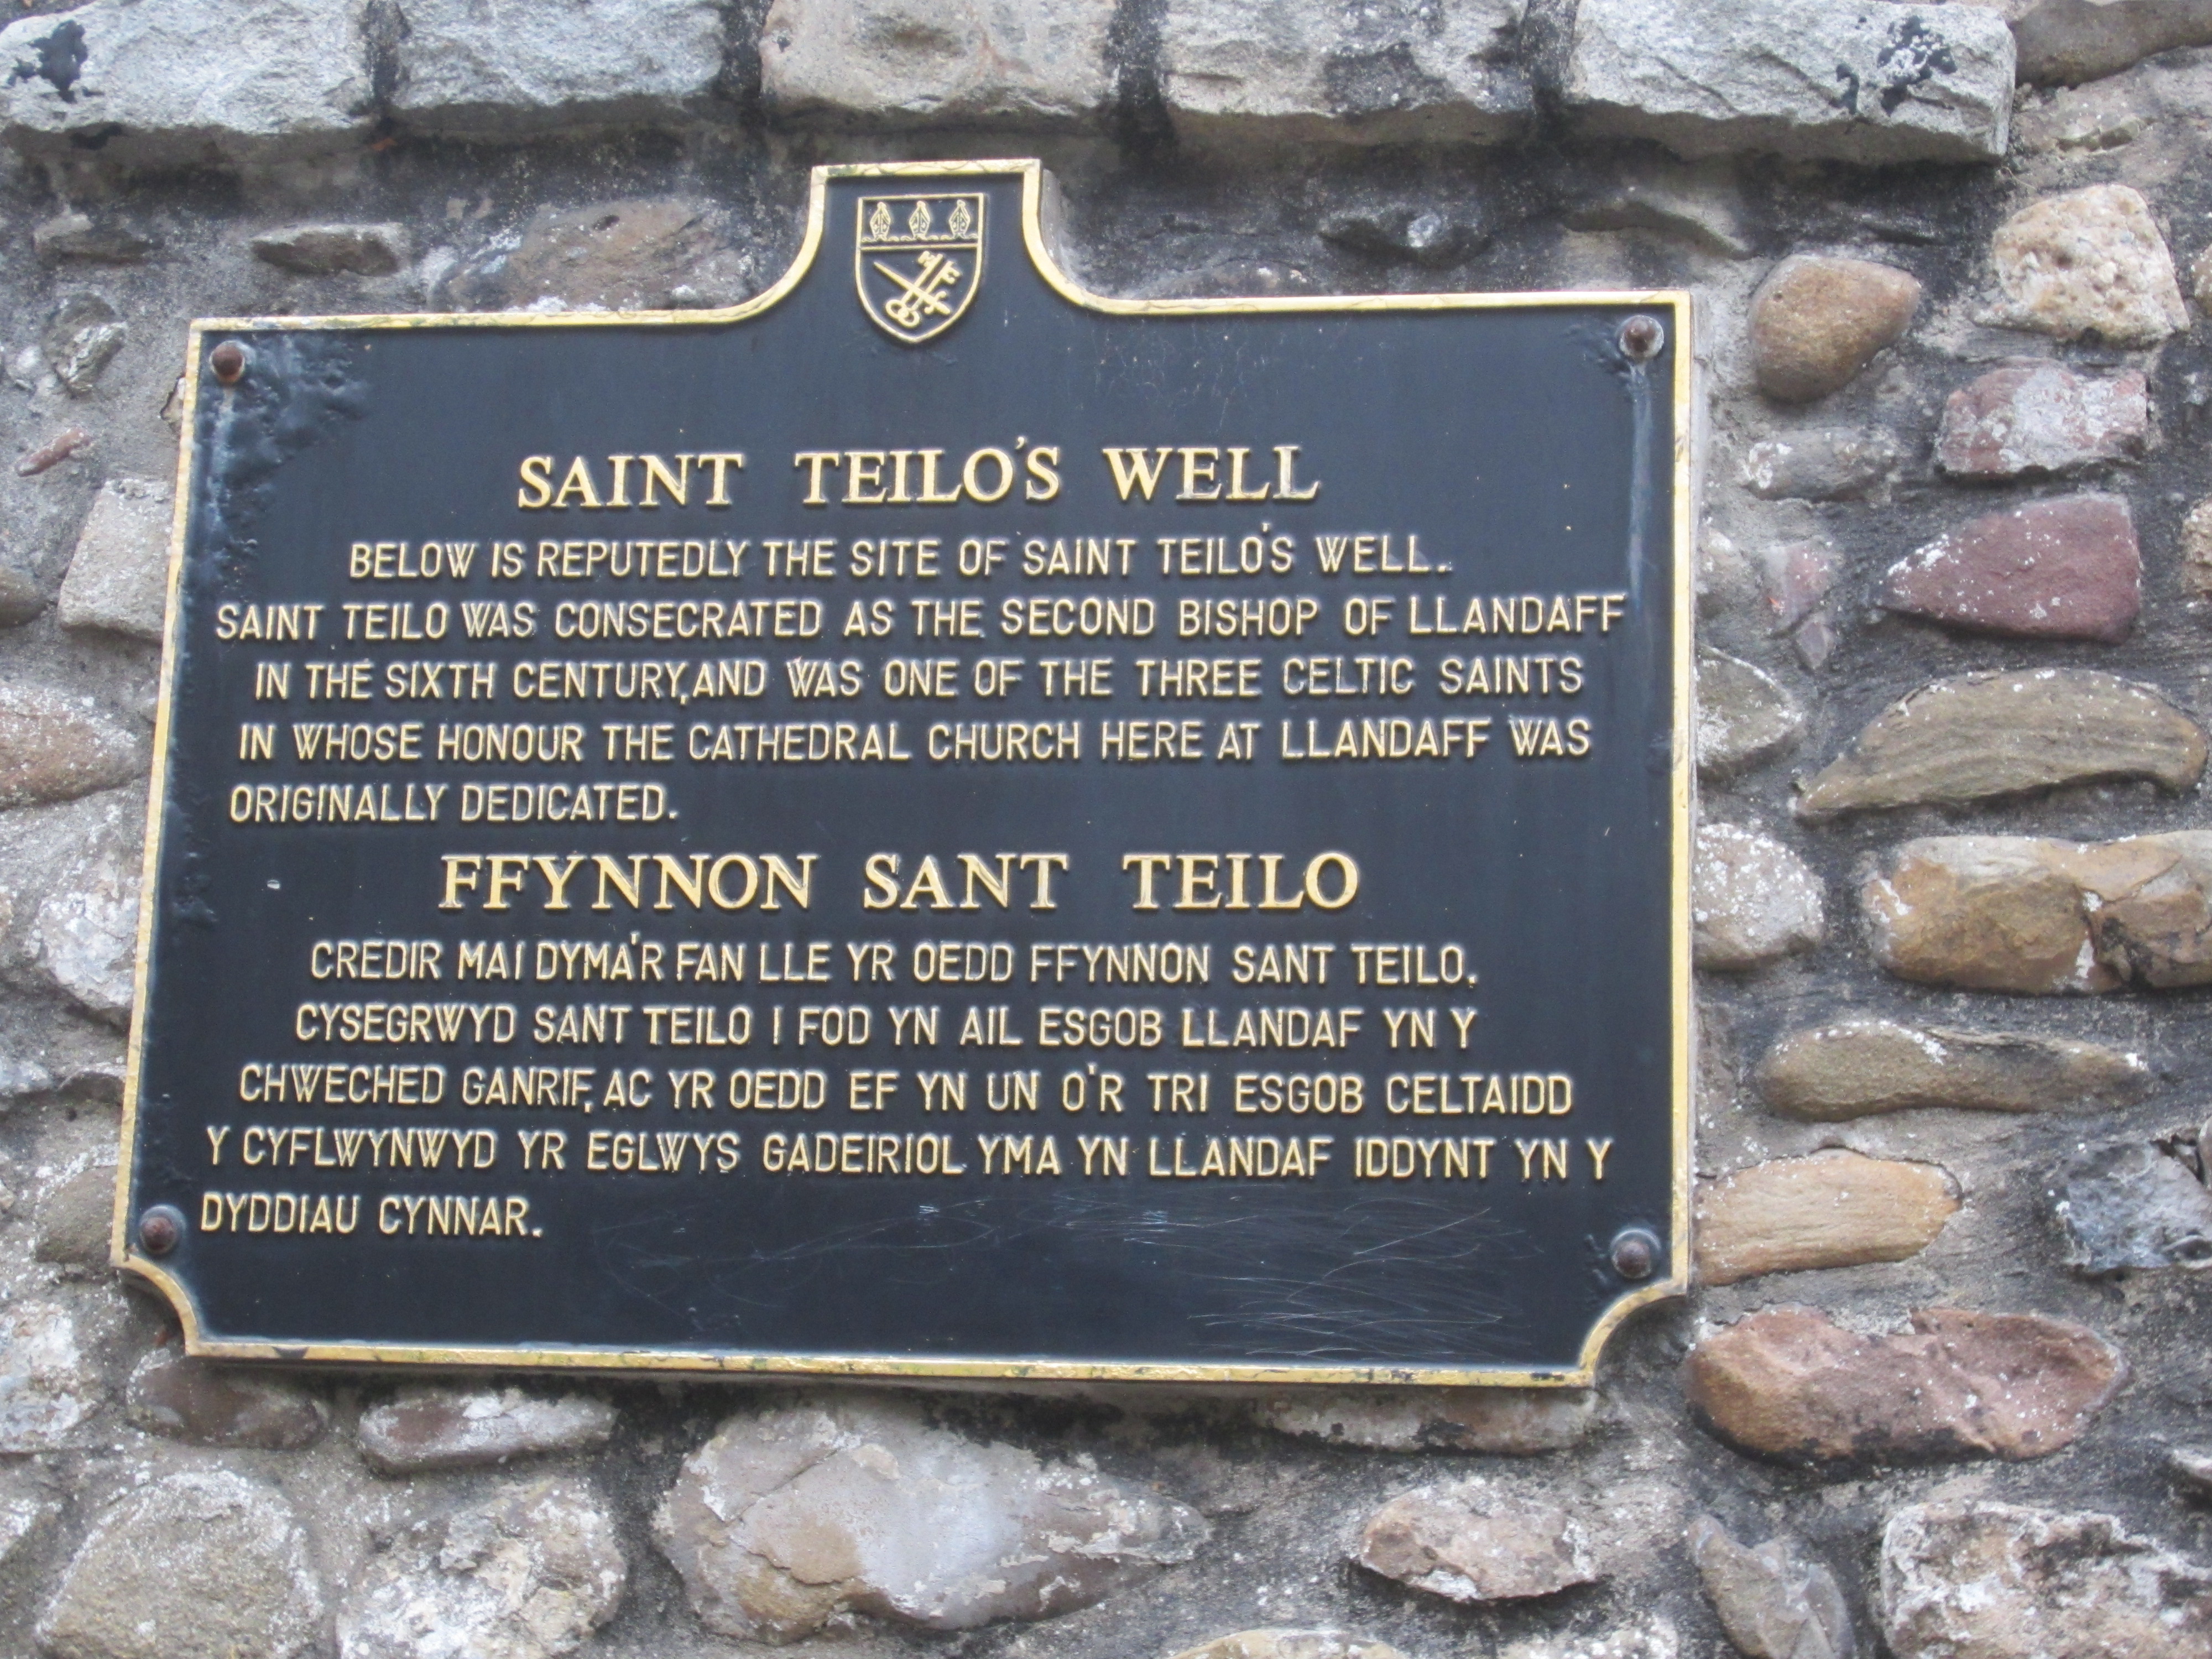 SAINT TEILO'S WELL
BELOW IS REPUTEDLY THE SITE OF SAINT TEILO'S WELL.
SAINT TEILO WAS CONSECRATED AS THE SECOND BISHOP OF LLANDAFF
IN THE SIXTH CENTURY, AND WAS ONE OF THE THREE CELTIC SAINTS
IN WHOSE HONOUR THE CATHEDRAL CHURCH HERE AT LLANDAFF WAS
ORIGINALLY DEDICATED.
FFYNNON SANT TEILO
CREDIR MAI DYMA'R FAN LLE YR OEDD FFYNNON SANT TEILO.
CYSEGRWYD SANT TEILO I FOD YN AIL ESGOB LLANDAF YN Y
CHWECHED GANRIF, AC YR OEDD EF YN UN O'R TRI ESGOB CELTAIDD
Y CYFLWYNWYD YR EGLWYS GADEIRIOL YMA YN LLANDAF IDDYNT YN Y
DYDDIAU CYNNAR.